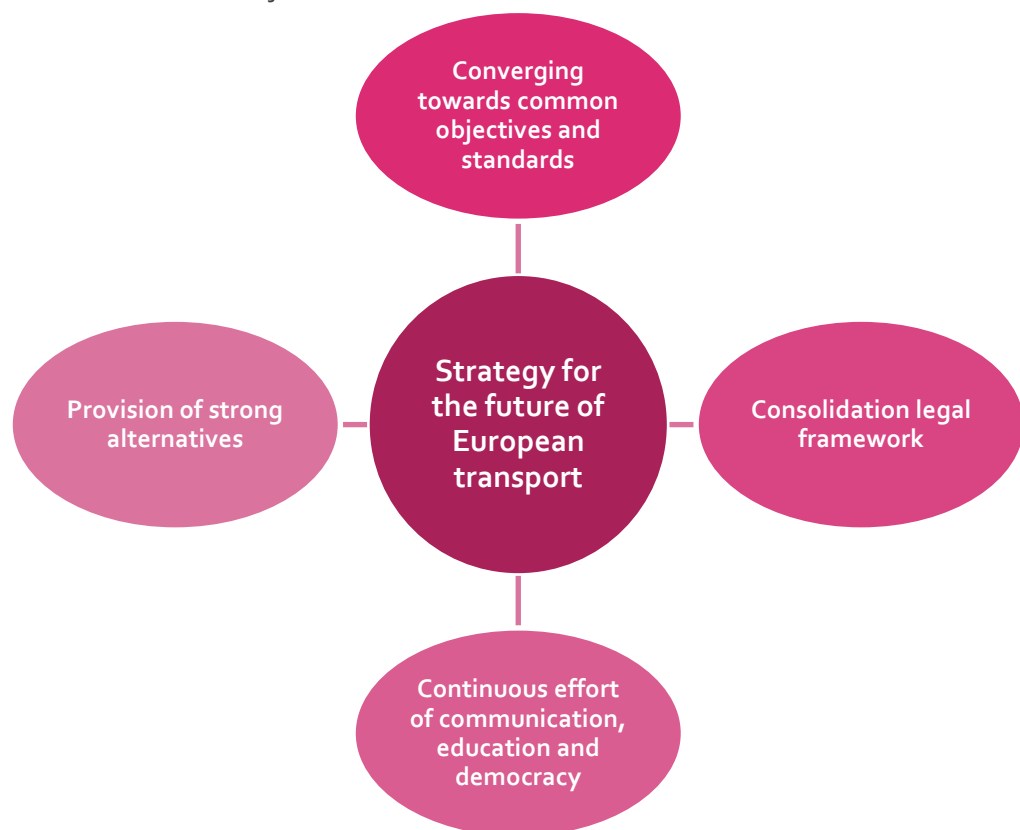 Converging
towards common
objectives and
standards
Strategy for
the future of
European
transport
Provision of strong
alternatives
Consolidation legal
framework
Continuous effort
of communication,
education and
democracy